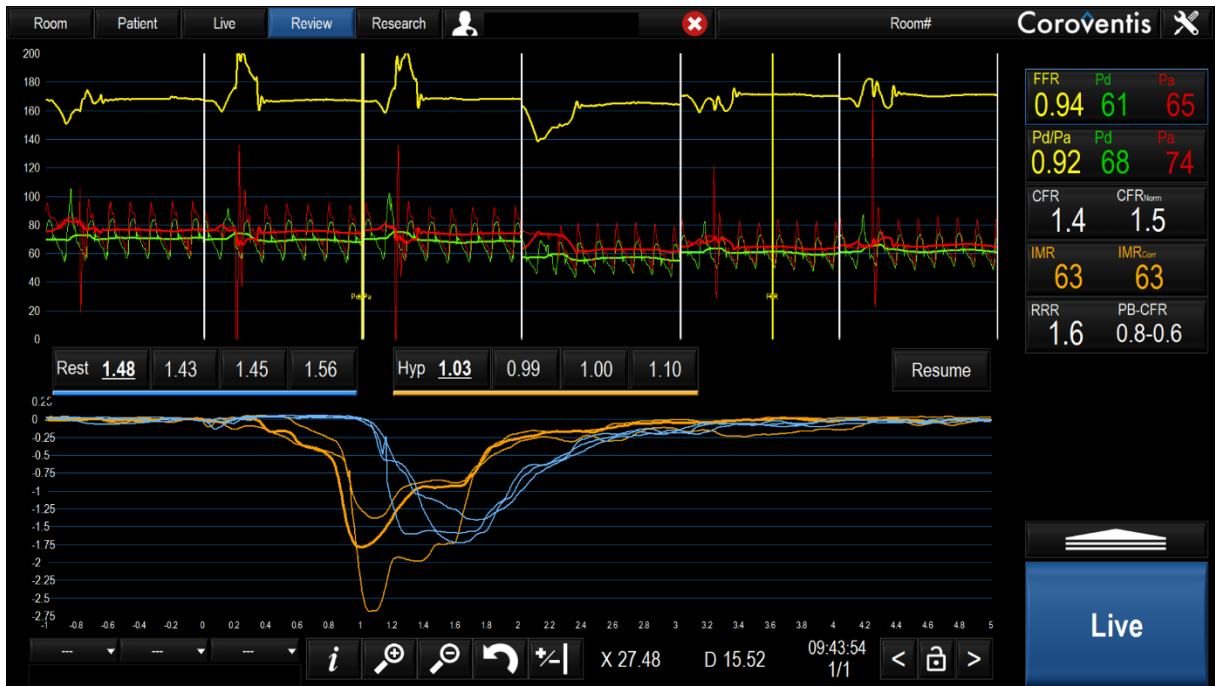 Room Patient Live Review Research Room# Coroventis
200
180
160
140
120
100
80
60
40
20
0
Pd/Pa
FFR
FFR Pd Pa
0.94 61 65
Pd/Pa Pd Pa
0.92 68 74
CFR CFRNorm
1.4 1.5
IMR IMRCorr
63 63
RRR PB-CFR
1.6 0.8-0.6
Rest 1.48 1.43 1.45 1.56 Hyp 1.03 0.99 1.00 1.10 Resume
0.25
0
-0.25
-0.5
-0.75
-1
-1.25
-1.5
-1.75
-2
-2.25
-2.5
-2.75
-1 -0.8 -0.6 -0.4 -0.2 0 0.2 0.4 0.6 0.8 1 1.2 1.4 1.6 1.8 2 2.2 2.4 2.6 2.8 3 3.2 3.4 3.6 3.8 4 4.2 4.4 4.6 4.8 5
--- --- --- i +/- X 27.48 D 15.52 09:43:54 < >
1/1
Live